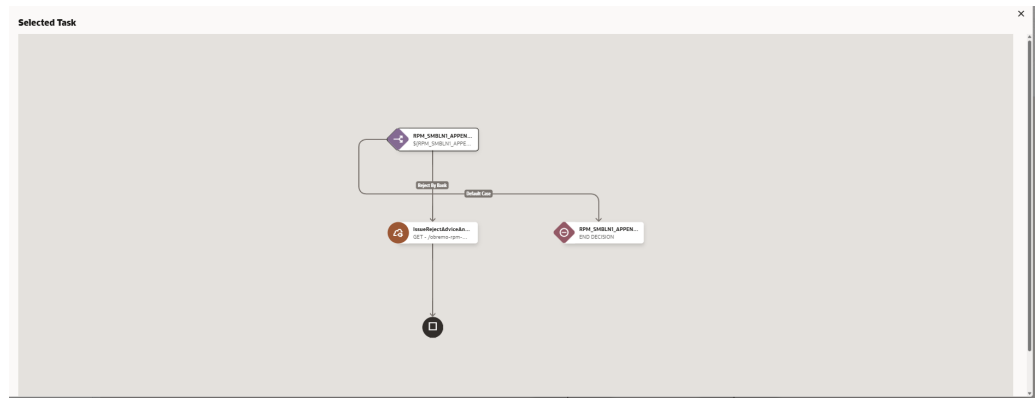 Selected Task
RPM_SMBLN1_APPEN...
${RPM_SMBLN1_APPE...
Reject By Bank
Default Case
IssueRejectAdviceAn...
GET - /obremo-rpm-...
RPM_SMBLN1_APPEN...
END DECISION